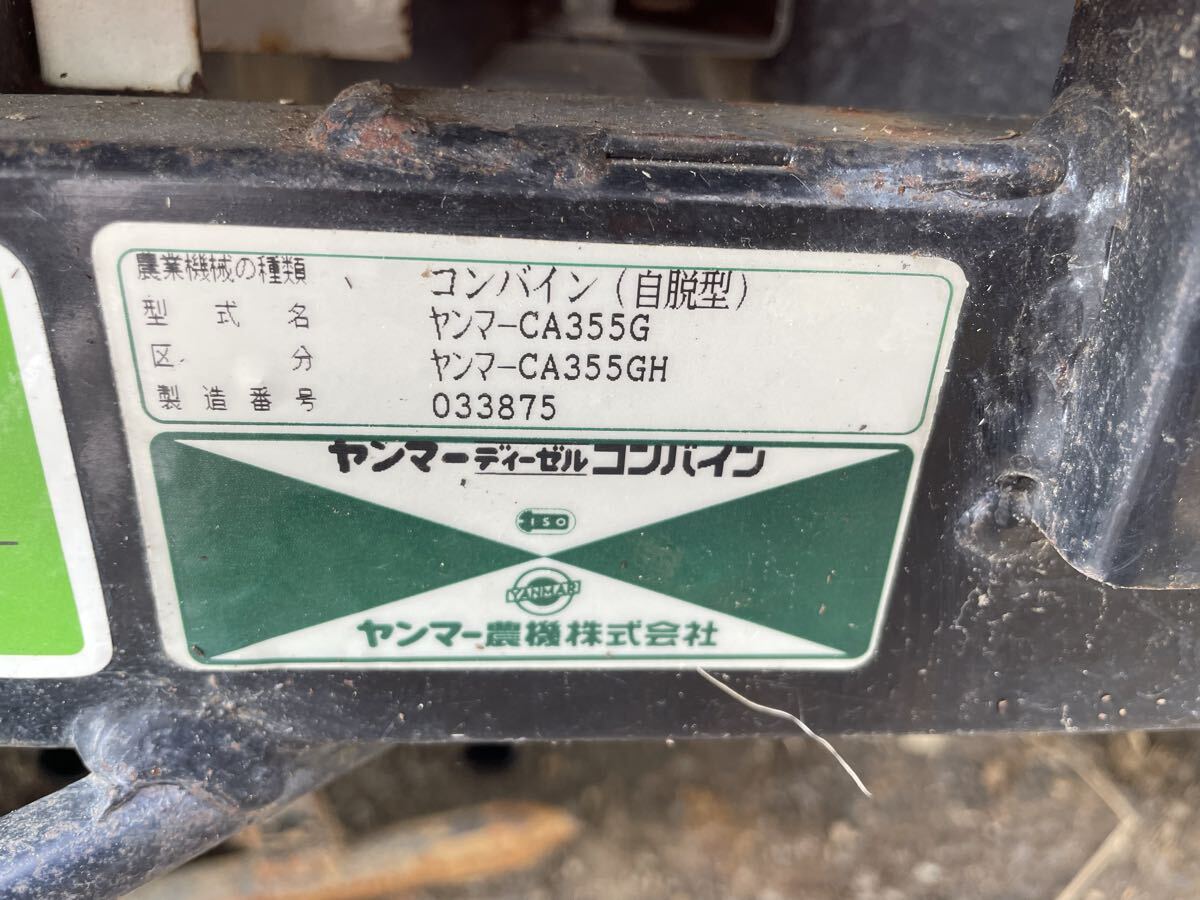 農業機械の種類 コンバイン(自脱型)
型式名 ヤンマーCA355G
区分 ヤンマーCA355GH
製造番号 033875
ヤンマーディーゼルコンバイン
ISO
YANMAR
ヤンマー農機株式会社